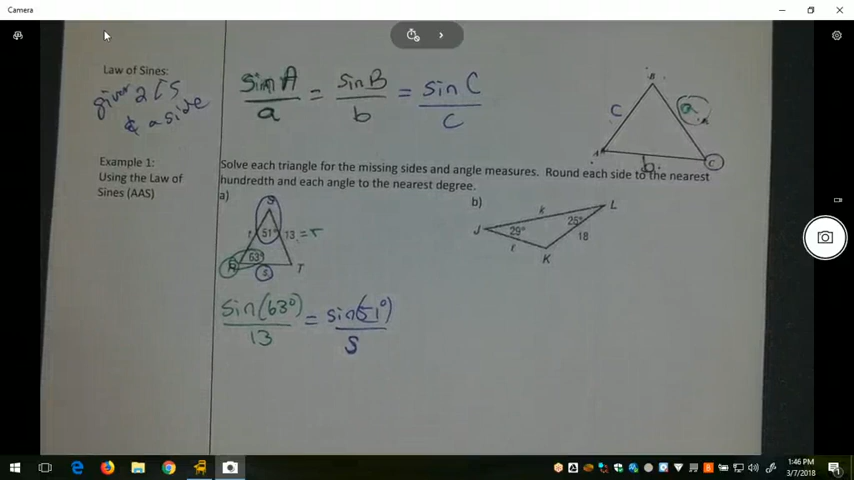 Camera
Law of Sines:
given 2 ∠s
& a side
sin A / a = sin B / b = sin C / c
B
c
a
A
b
C
Example 1:
Using the Law of
Sines (AAS)
Solve each triangle for the missing sides and angle measures. Round each side to the nearest
hundredth and each angle to the nearest degree.
a)
S
t 51° 13 = r
63°
R s T
b)
k L
J 29° 25°
r 18
K
sin(63°) / 13 = sin(51°) / s
1:46 PM
3/7/2018